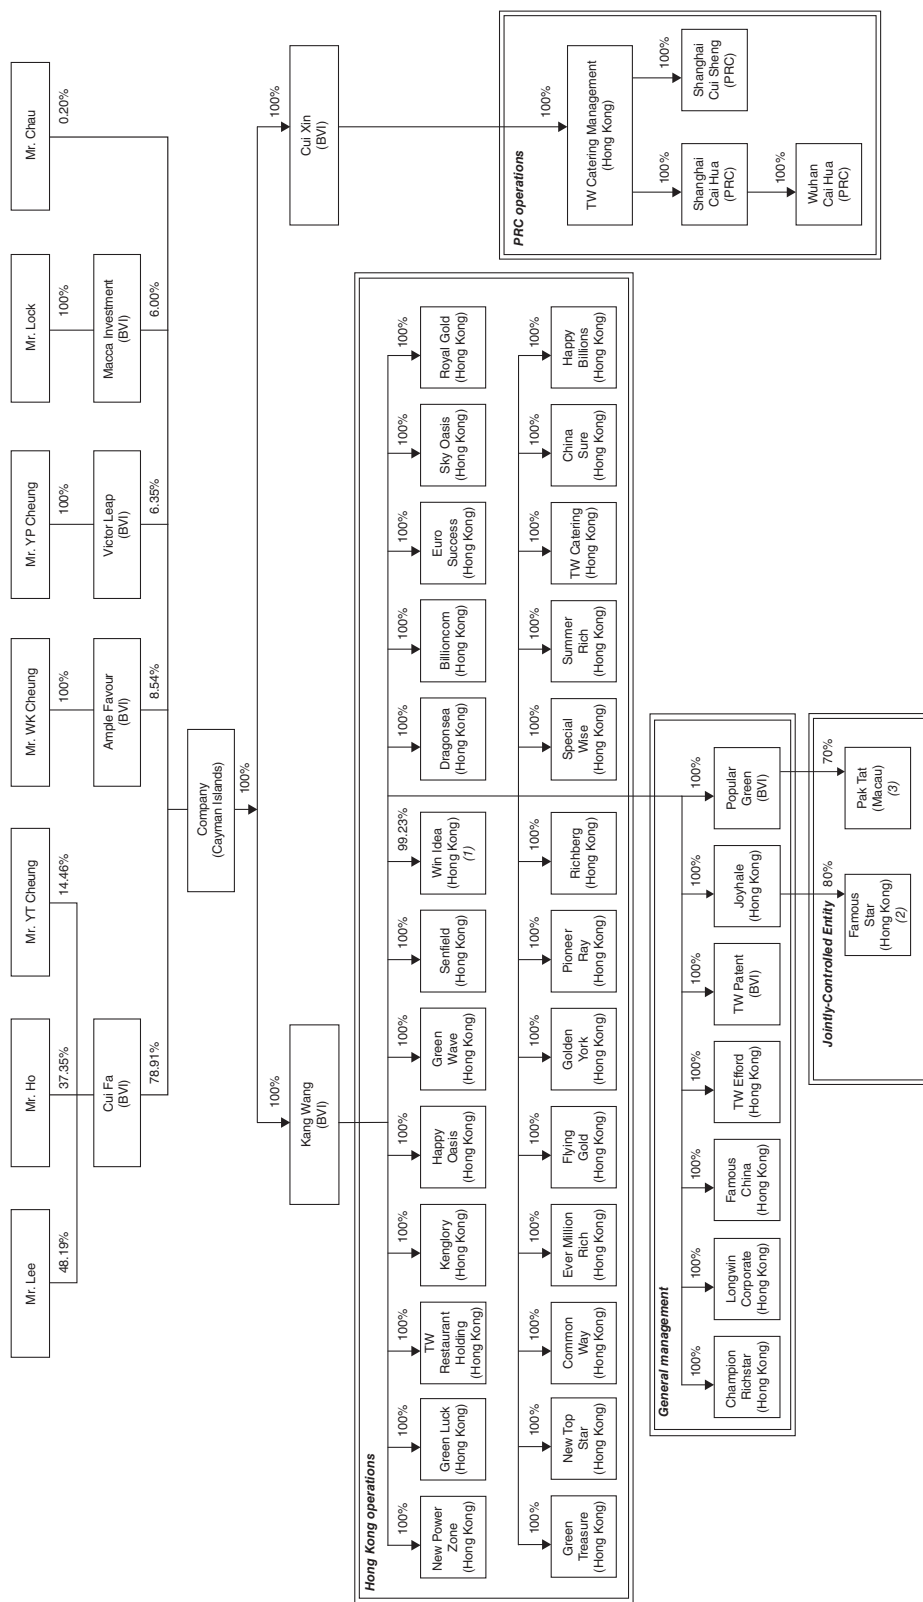 Mr. Lee
Mr. Ho
Mr. YT Cheung
Mr. WK Cheung
Mr. YP Cheung
Mr. Lock
Mr. Chau
48.19%
37.35%
14.46%
100%
100%
100%
0.20%
Cui Fa
(BVI)
Ample Favour
(BVI)
Victor Leap
(BVI)
Macca Investment
(BVI)
78.91%
8.54%
6.35%
6.00%
Company
(Cayman Islands)
100%
100%
100%
Kang Wang
(BVI)
Cui Xin
(BVI)
Hong Kong operations
100%
100%
100%
100%
100%
100%
100%
99.23%
100%
100%
100%
100%
100%
New Power
Zone
(Hong Kong)
Green Luck
(Hong Kong)
TW
Restaurant
Holding
(Hong Kong)
Kenglory
(Hong Kong)
Happy
Oasis
(Hong Kong)
Green
Wave
(Hong Kong)
Senfield
(Hong Kong)
Win Idea
(Hong Kong)
(1)
Dragonsea
(Hong Kong)
Billioncom
(Hong Kong)
Euro
Success
(Hong Kong)
Sky Oasis
(Hong Kong)
Royal Gold
(Hong Kong)
100%
100%
100%
100%
100%
100%
100%
100%
100%
100%
100%
100%
100%
Green
Treasure
(Hong Kong)
New Top
Star
(Hong Kong)
Common
Way
(Hong Kong)
Ever Million
Rich
(Hong Kong)
Flying
Gold
(Hong Kong)
Golden
York
(Hong Kong)
Pioneer
Ray
(Hong Kong)
Richberg
(Hong Kong)
Special
Wise
(Hong Kong)
Summer
Rich
(Hong Kong)
TW Catering
(Hong Kong)
China
Sure
(Hong Kong)
Happy
Billions
(Hong Kong)
PRC operations
100%
TW Catering Management
(Hong Kong)
100%
100%
Shanghai
Cai Hua
(PRC)
Shanghai
Cui Sheng
(PRC)
100%
Wuhan
Cai Hua
(PRC)
General management
100%
100%
100%
100%
100%
100%
100%
Champion
Richstar
(Hong Kong)
Longwin
Corporate
(Hong Kong)
Famous
China
(Hong Kong)
TW Efford
(Hong Kong)
TW Patent
(BVI)
Joyhale
(Hong Kong)
Popular
Green
(BVI)
Jointly-Controlled Entity
80%
70%
Famous
Star
(Hong Kong)
(2)
Pak Tat
(Macau)
(3)